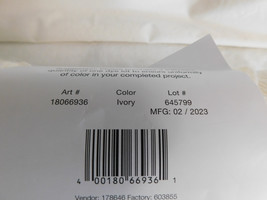 of color in your completed project.
Art # Color Lot #
18066936 Ivory 645799
MFG: 02 / 2023
4 00180 66936 1
Vendor: 178646 Factory: 603865